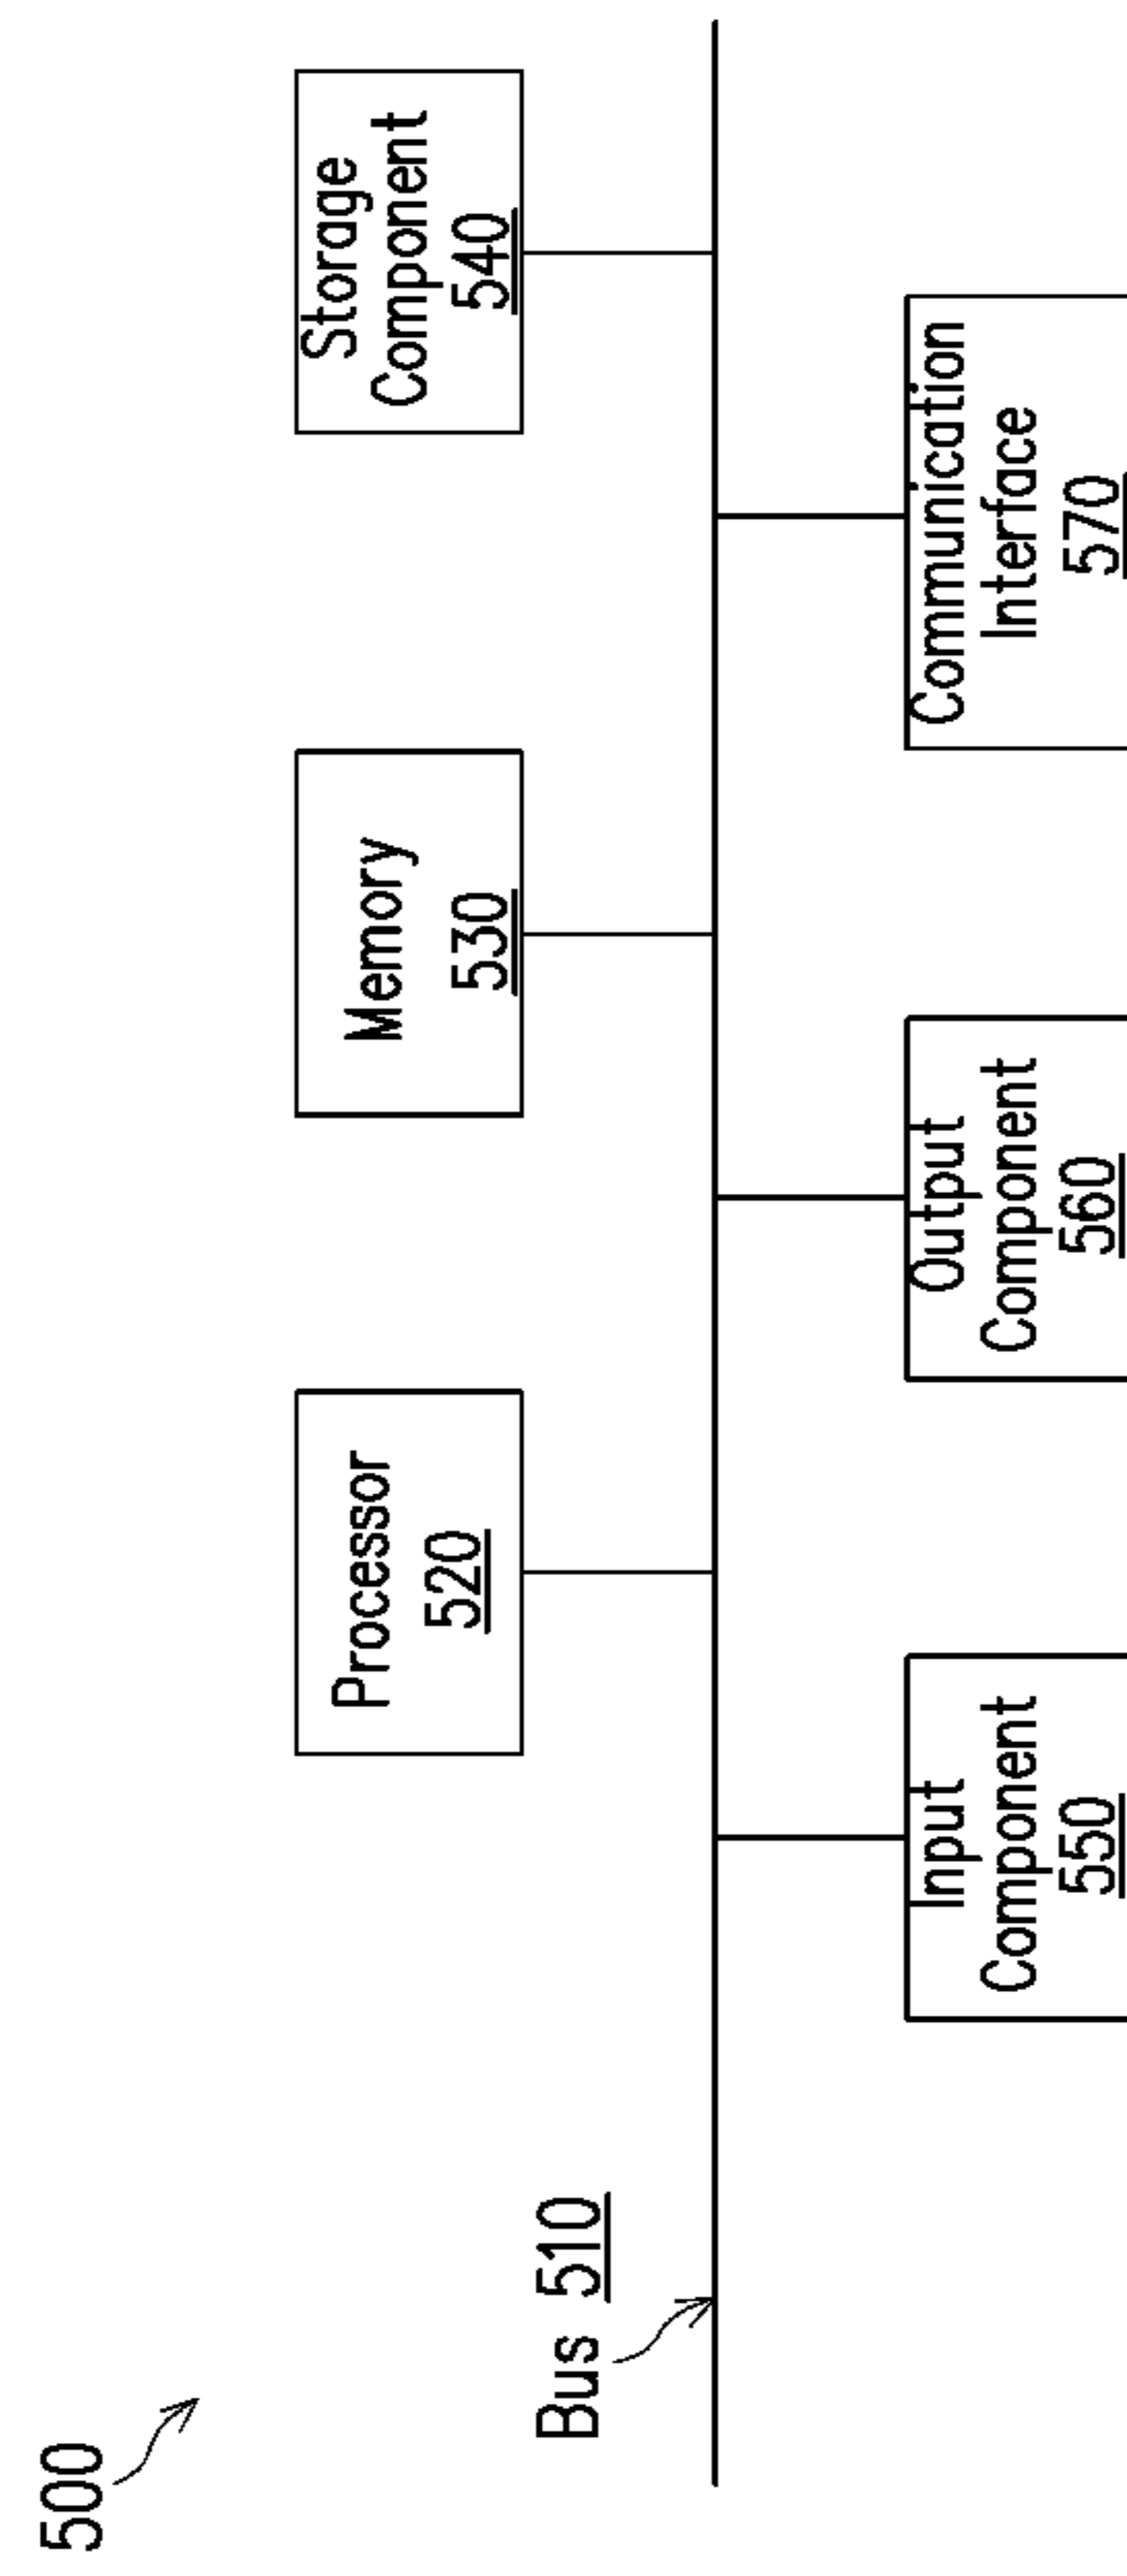 500
Bus 510
Processor
520
Memory
530
Storage
Component
540
Input
Component
550
Output
Component
560
Communication
Interface
570